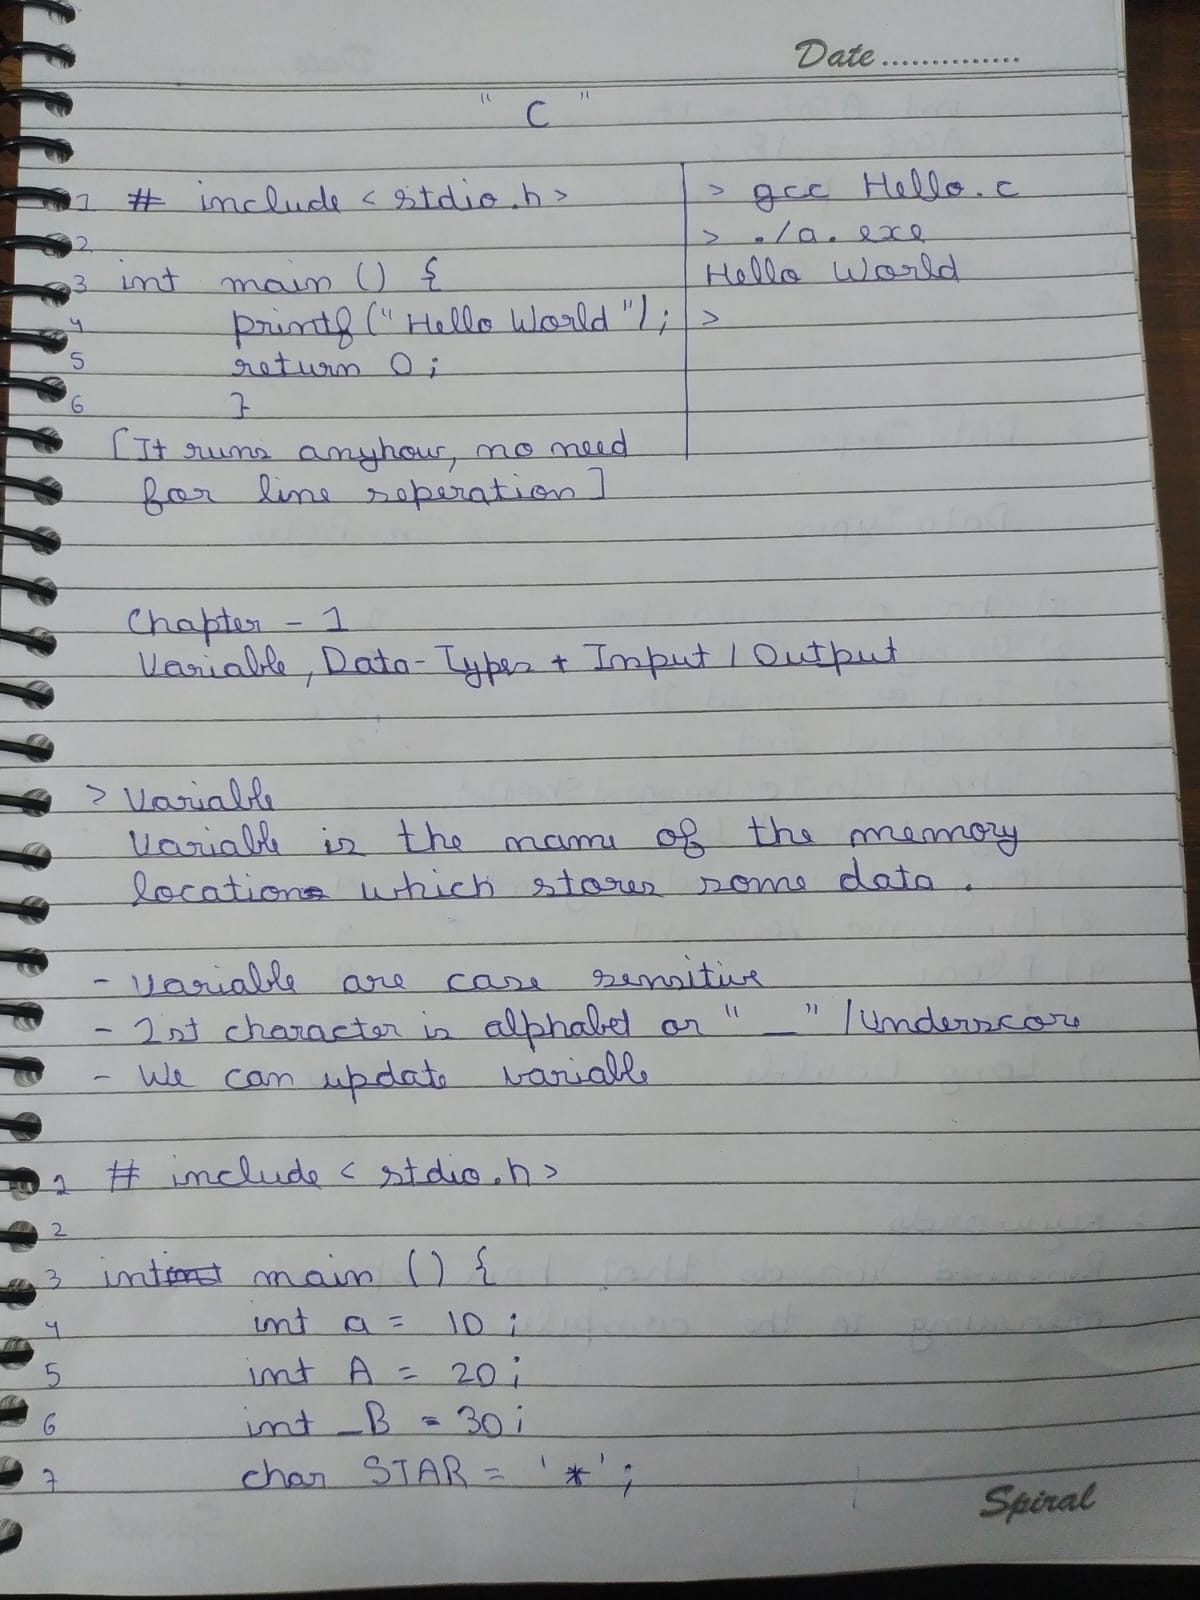 Date ..............
" C "
1 # include < stdio.h> > gcc Hello.c
2 > ./a.exe
3 int main () { Hello World
4 printf ("Hello World"); >
5 return 0;
6 }
[It runs anyhow, no need
for line seperation]
Chapter - 1
Variable, Data-Types + Input / Output
> Variable
Variable is the name of the memory
location which stores some data.
- Variable are case sensitive
- 1st character is alphabet or "_" /Underscore
- We can update variable
1 # include < stdio.h>
2
3 int main () {
4 int a = 10;
5 int A = 20;
6 int _B = 30;
7 char STAR = '*';
Spiral